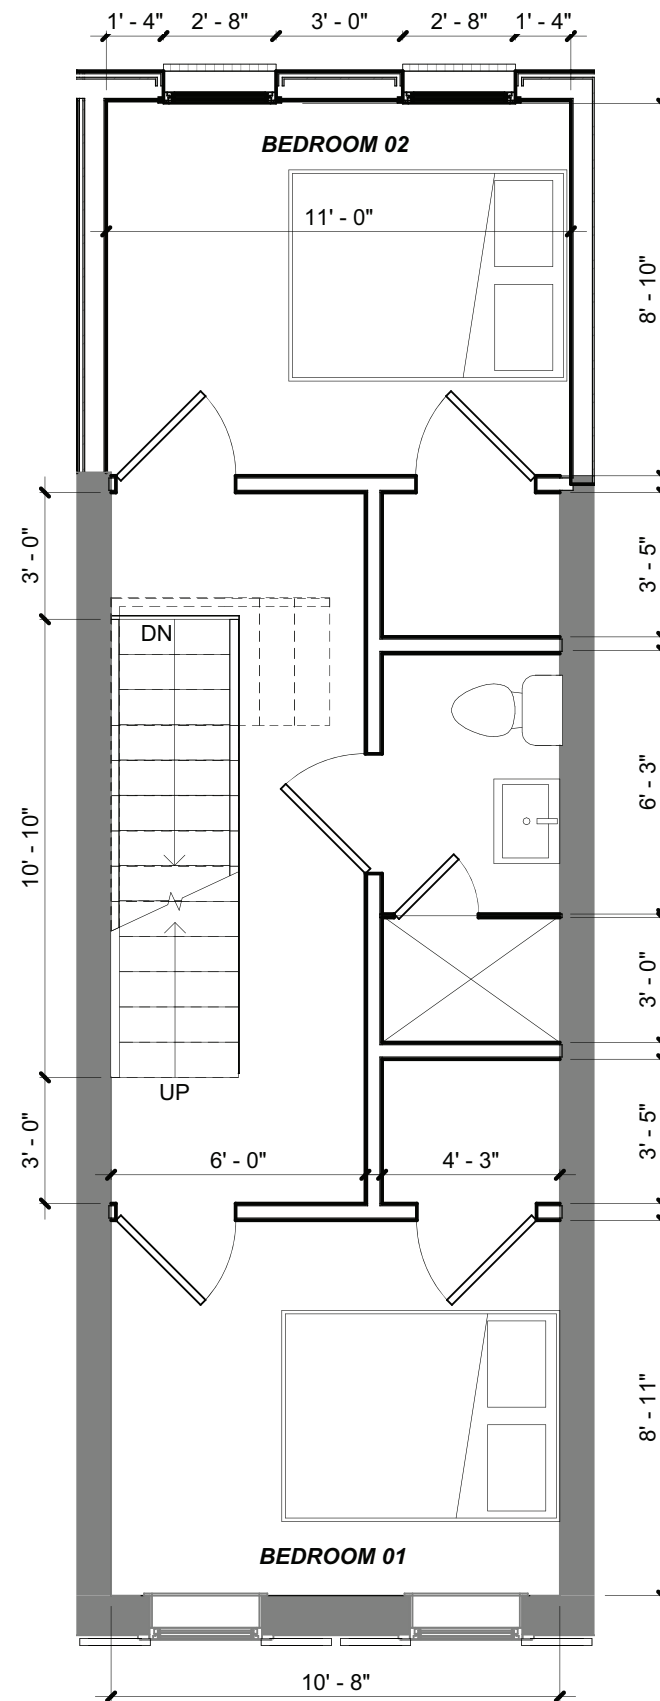 1' - 4" 2' - 8" 3' - 0" 2' - 8" 1' - 4"
BEDROOM 02
11' - 0"
8' - 10"
3' - 0"
3' - 5"
DN
6' - 3"
10' - 10"
3' - 0"
UP
3' - 0"
3' - 5"
6' - 0" 4' - 3"
8' - 11"
BEDROOM 01
10' - 8"